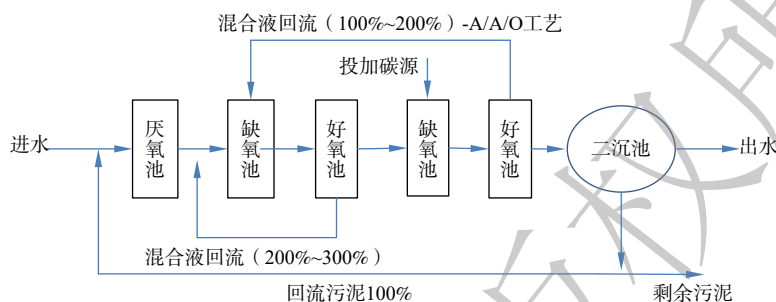 混合液回流（100%~200%）-A/A/O工艺
投加碳源
进水
厌氧池
缺氧池
好氧池
缺氧池
好氧池
二沉池
出水
混合液回流（200%~300%）
回流污泥100%
剩余污泥
权